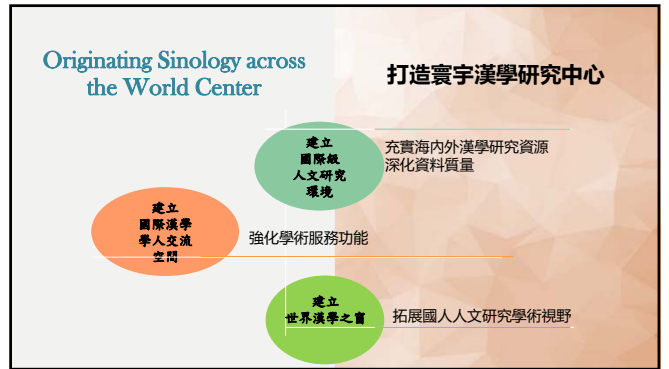 Originating Sinology across
the World Center
打造寰宇漢學研究中心
建立
國際級
人文研究
環境
充實海內外漢學研究資源
深化資料質量
建立
國際漢學
學人交流
空間
強化學術服務功能
建立
世界漢學之窗
拓展國人人文研究學術視野